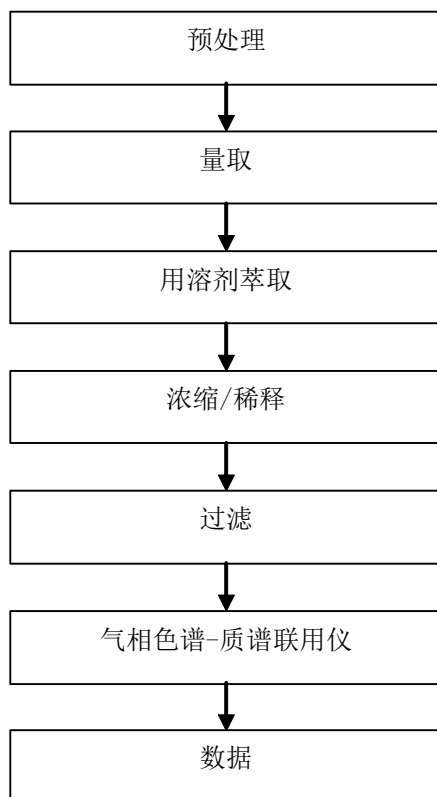 预处理
量取
用溶剂萃取
浓缩/稀释
过滤
气相色谱-质谱联用仪
数据